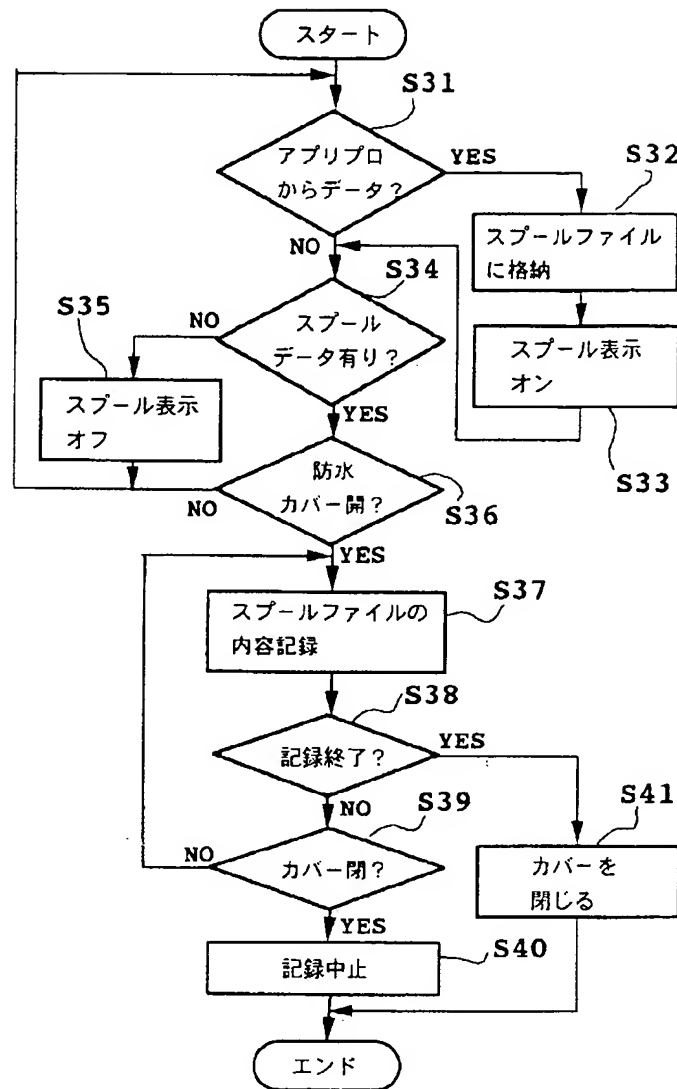 スタート
S31
アプリプロ
からデータ？
YES
S32
スプールファイル
に格納
NO
S34
S35
NO
スプール
データ有り？
スプール表示
オン
スプール表示
オフ
YES
S33
防水
カバー開？
NO
S36
YES
S37
スプールファイルの
内容記録
S38
記録終了？
YES
NO
S39
S41
NO
カバー閉？
カバーを
閉じる
YES
S40
記録中止
エンド